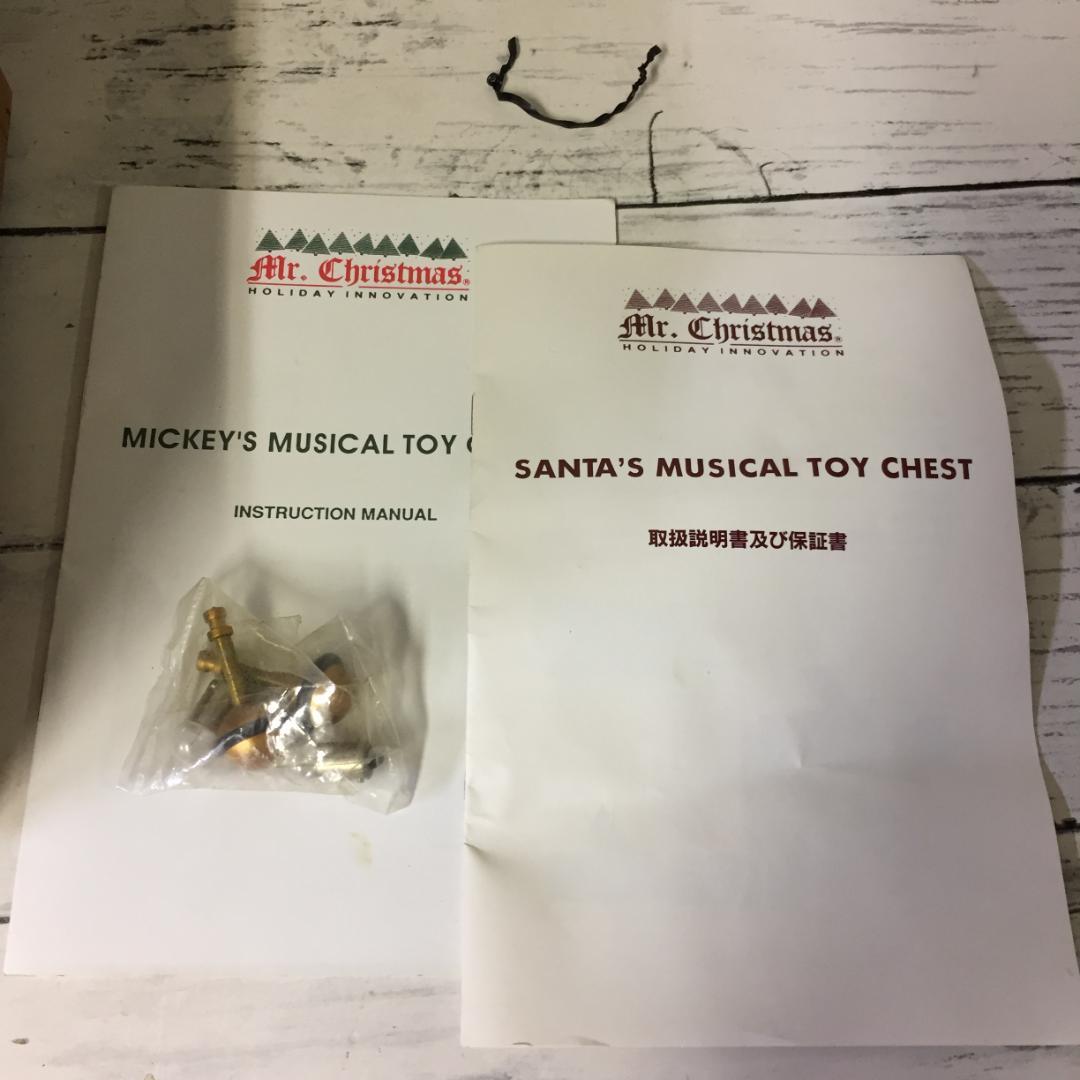 Mr. Christmas®
HOLIDAY INNOVATION
MICKEY'S MUSICAL TOY
INSTRUCTION MANUAL
Mr. Christmas®
HOLIDAY INNOVATION
SANTA'S MUSICAL TOY CHEST
取扱説明書及び保証書